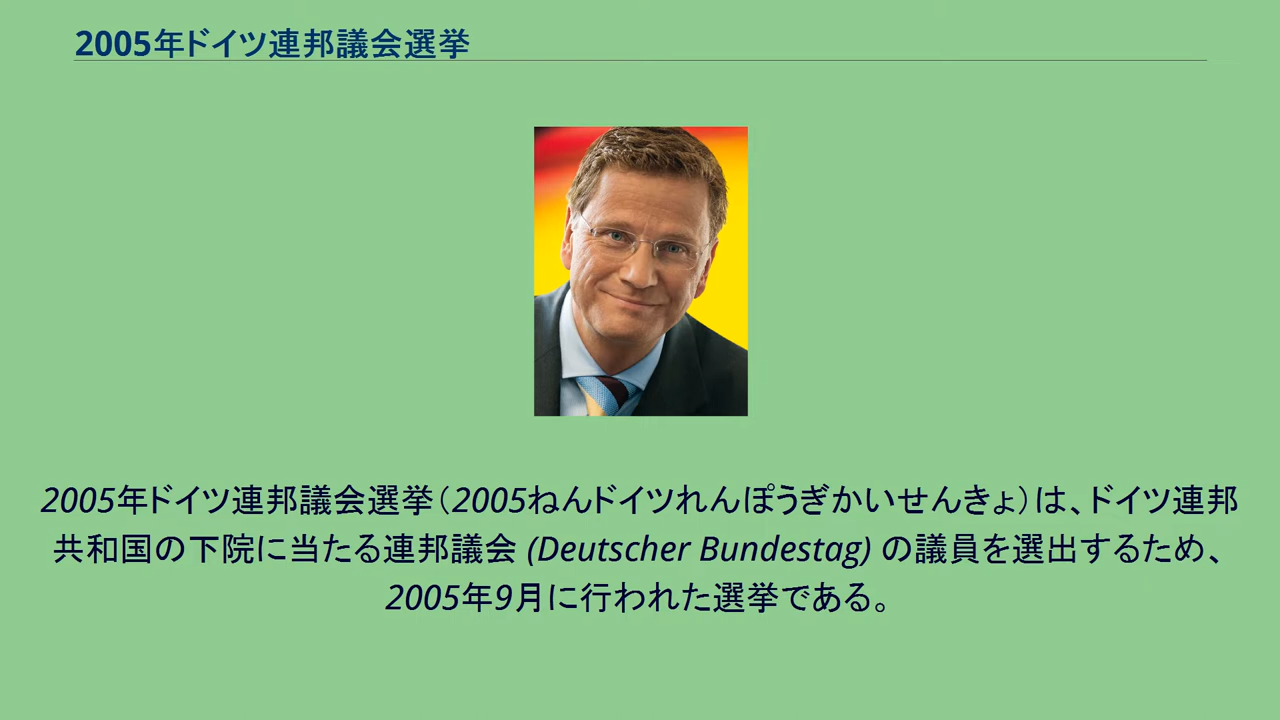 2005年ドイツ連邦議会選挙
2005年ドイツ連邦議会選挙（2005ねんドイツれんぽうぎかいせんきょ）は、ドイツ連邦
共和国の下院に当たる連邦議会 (Deutscher Bundestag) の議員を選出するため、
2005年9月に行われた選挙である。